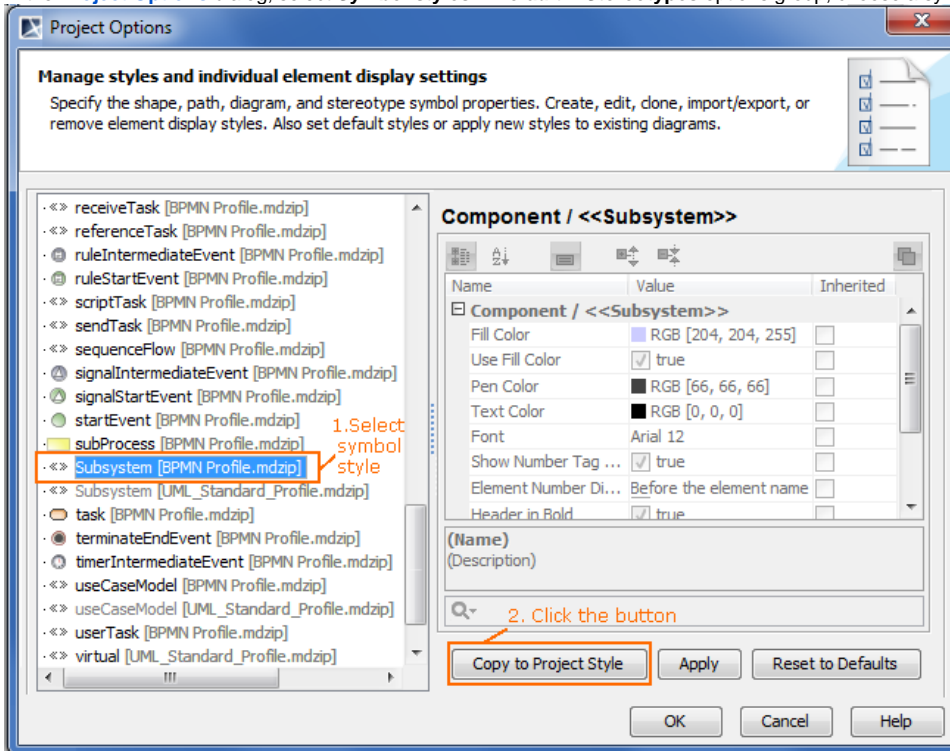 Project Options
Manage styles and individual element display settings
Specify the shape, path, diagram, and stereotype symbol properties. Create, edit, clone, import/export, or
remove element display styles. Also set default styles or apply new styles to existing diagrams.
«» receiveTask [BPMN Profile.mdzip]
«» referenceTask [BPMN Profile.mdzip]
ruleIntermediateEvent [BPMN Profile.mdzip]
ruleStartEvent [BPMN Profile.mdzip]
«» scriptTask [BPMN Profile.mdzip]
«» sendTask [BPMN Profile.mdzip]
«» sequenceFlow [BPMN Profile.mdzip]
signalIntermediateEvent [BPMN Profile.mdzip]
signalStartEvent [BPMN Profile.mdzip]
startEvent [BPMN Profile.mdzip]
subProcess [BPMN Profile.mdzip]
«» Subsystem [BPMN Profile.mdzip]
«» Subsystem [UML_Standard_Profile.mdzip]
task [BPMN Profile.mdzip]
terminateEndEvent [BPMN Profile.mdzip]
timerIntermediateEvent [BPMN Profile.mdzip]
«» useCaseModel [BPMN Profile.mdzip]
«» useCaseModel [UML_Standard_Profile.mdzip]
«» userTask [BPMN Profile.mdzip]
«» virtual [UML_Standard_Profile.mdzip]
1.Select
symbol
style
Component / <<Subsystem>>
Name Value Inherited
Component / <<Subsystem>>
Fill Color RGB [204, 204, 255]
Use Fill Color true
Pen Color RGB [66, 66, 66]
Text Color RGB [0, 0, 0]
Font Arial 12
Show Number Tag ... true
Element Number Di... Before the element name
Header in Bold true
(Name)
(Description)
2. Click the button
Copy to Project Style Apply Reset to Defaults
OK Cancel Help